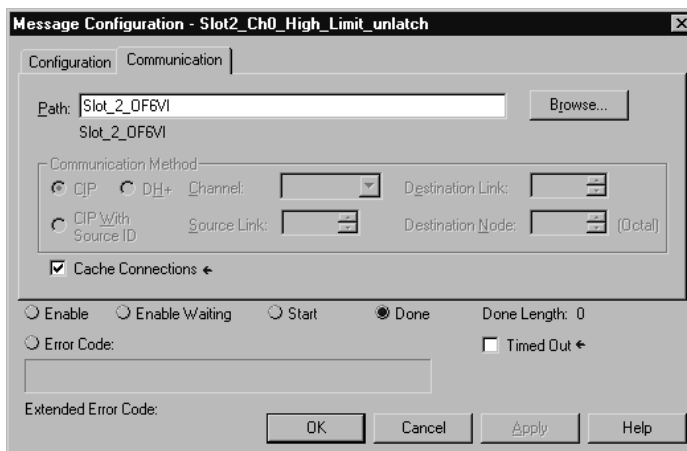 Message Configuration - Slot2_Ch0_High_Limit_unlatch
Configuration Communication
Path: Slot_2_OF6VI Browse...
Slot_2_OF6VI
Communication Method
CIP DH+ Channel: Destination Link:
CIP With Source ID Source Link: Destination Node: (Octal)
Cache Connections ←
Enable Enable Waiting Start Done Done Length: 0
Error Code: Timed Out ←
Extended Error Code:
OK Cancel Apply Help